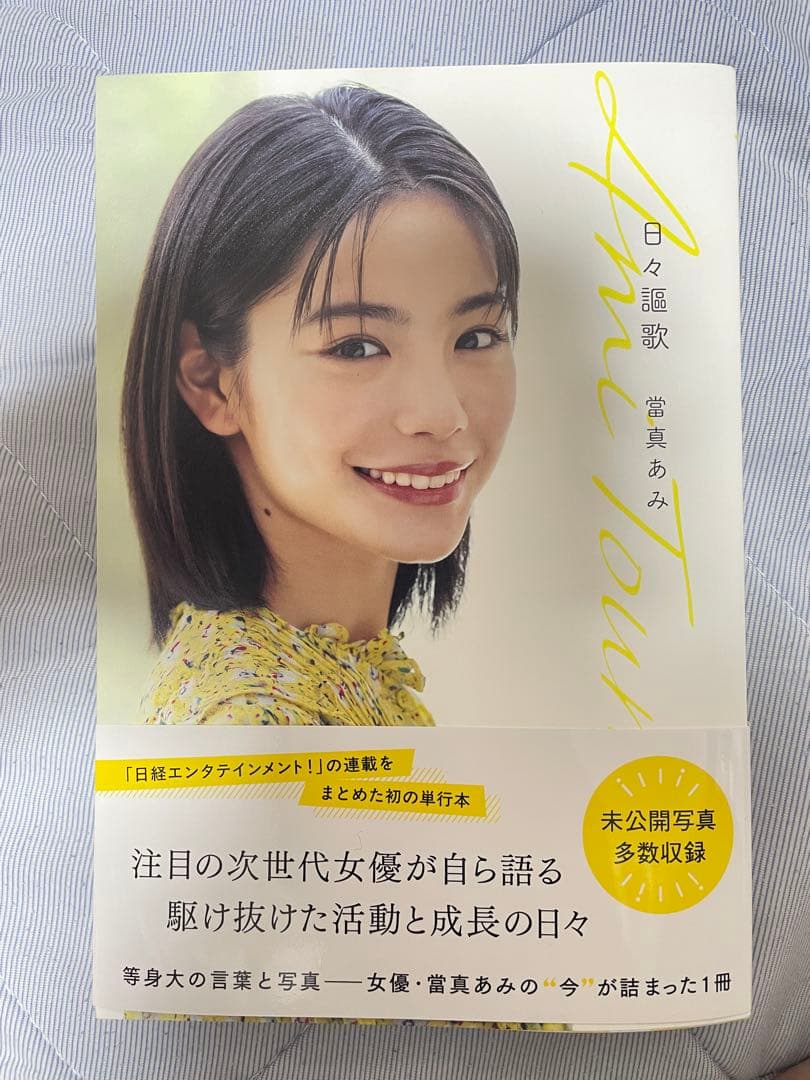 Ami Tou
日々謳歌 當真あみ
「日経エンタテインメント!」の連載を
まとめた初の単行本
未公開写真
多数収録
注目の次世代女優が自ら語る
駆け抜けた活動と成長の日々
等身大の言葉と写真──女優・當真あみの“今”が詰まった1冊